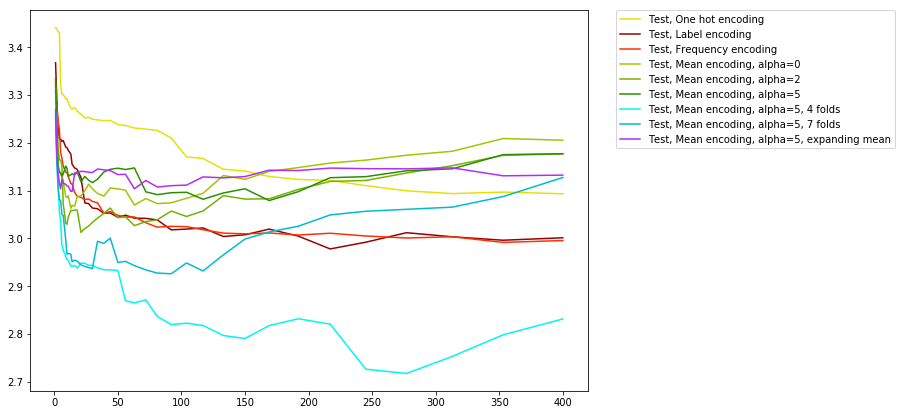 3.4
3.3
3.2
3.1
3.0
2.9
2.8
2.7
0 50 100 150 200 250 300 350 400
Test, One hot encoding
Test, Label encoding
Test, Frequency encoding
Test, Mean encoding, alpha=0
Test, Mean encoding, alpha=2
Test, Mean encoding, alpha=5
Test, Mean encoding, alpha=5, 4 folds
Test, Mean encoding, alpha=5, 7 folds
Test, Mean encoding, alpha=5, expanding mean